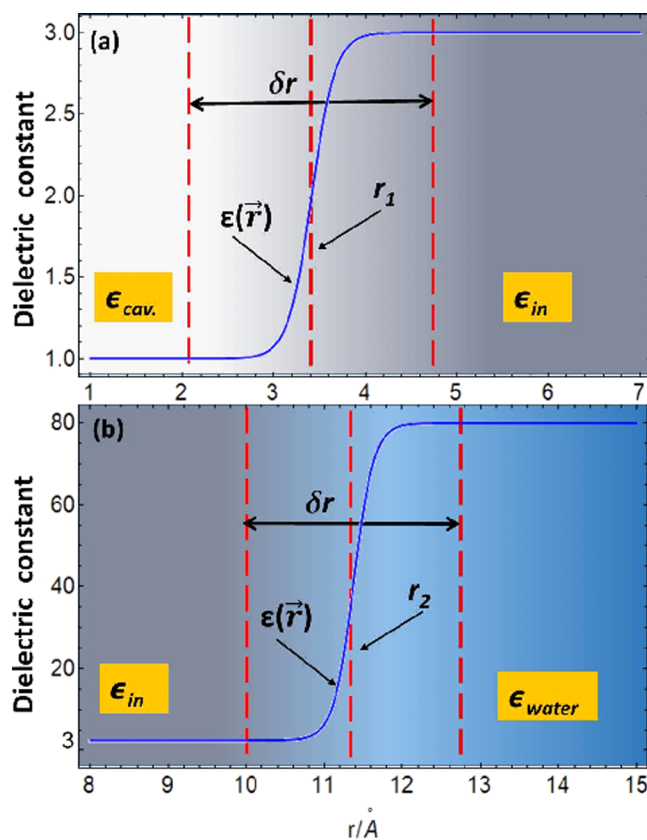 (a)
3.0
2.5
2.0
1.5
1.0
Dielectric constant
δr
r₁
ε(r⃗)
ϵcav.
ϵin
1 2 3 4 5 6 7
(b)
80
60
40
20
3
Dielectric constant
δr
r₂
ε(r⃗)
ϵin
ϵwater
8 9 10 11 12 13 14 15
r/Å